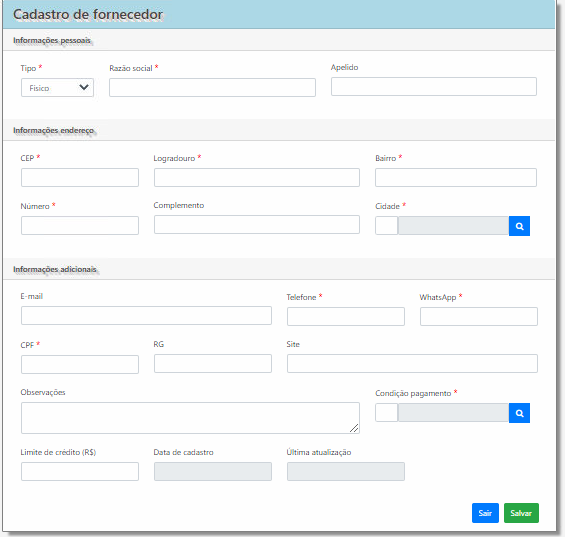 Cadastro de fornecedor
Informações pessoais
Tipo * Razão social * Apelido
Físico
Informações endereço
CEP * Logradouro * Bairro *
Número * Complemento Cidade *
Informações adicionais
E-mail Telefone * WhatsApp *
CPF * RG Site
Observações Condição pagamento *
Limite de crédito (R$) Data de cadastro Última atualização
Sair Salvar